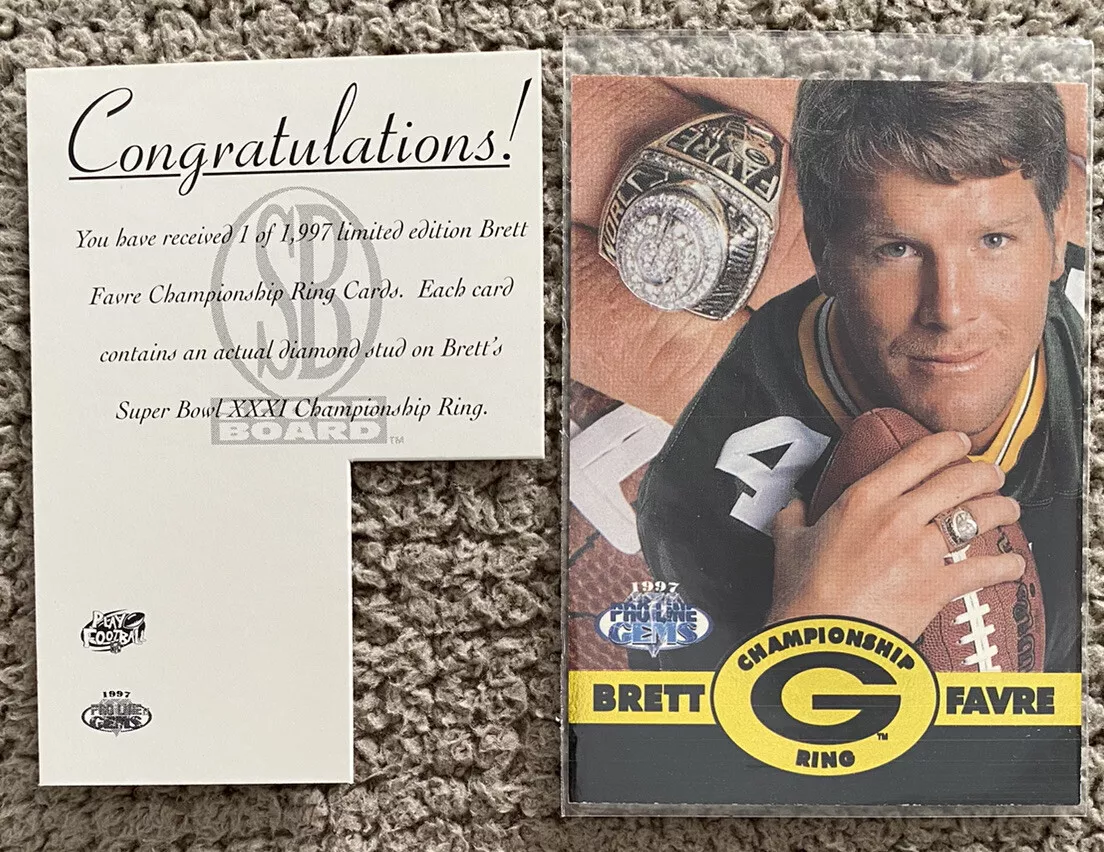 Congratulations!
You have received 1 of 1,997 limited edition Brett
Favre Championship Ring Cards. Each card
contains an actual diamond stud on Brett's
Super Bowl XXXI Championship Ring.
SB
BOARD™
PLAY
FOOTBALL
1997
PRO LINE
GEMS
FAVRE
WORLD
4
1997
PRO LINE
GEMS
CHAMPIONSHIP
BRETT G FAVRE
™
RING